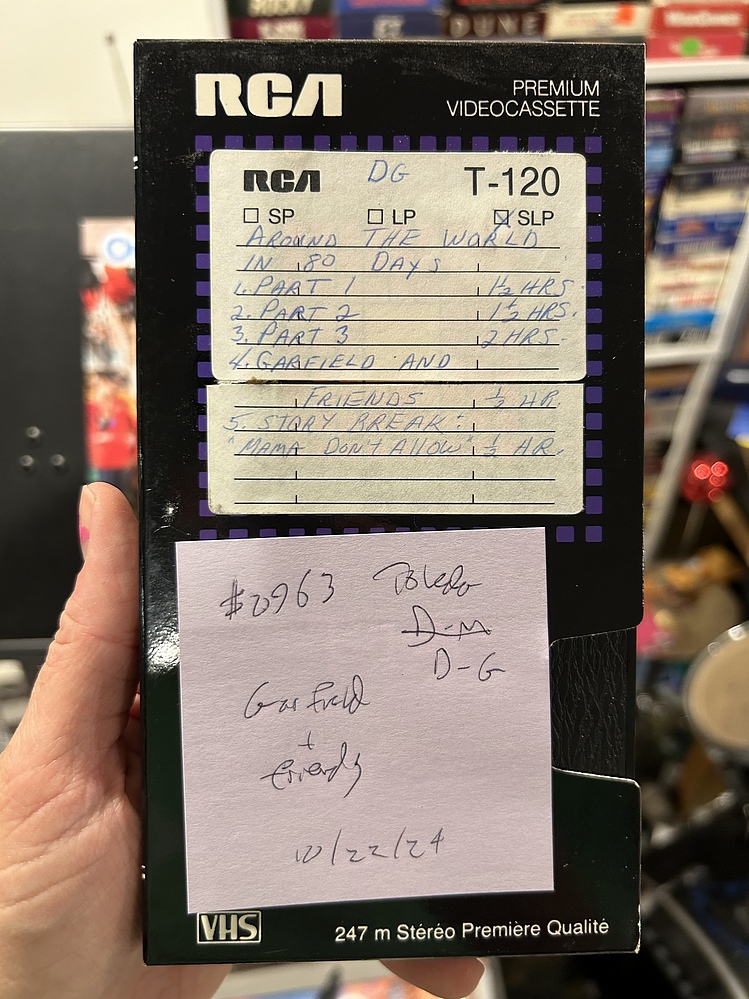 DUNE
RCA
PREMIUM
VIDEOCASSETTE
RCA DG T-120
SP LP SLP
AROUND THE WORLD
IN 80 DAYS
1. PART 1 1½ HRS.
2. PART 2 1½ HRS.
3. PART 3 2 HRS.
4. GARFIELD AND
FRIENDS ½ HR.
5. STORY BREAK:
"MAMA DON'T ALLOW" ½ HR.
#0963 Toledo
D-M
D-G
Garfield
+
friends
10/22/24
VHS
247 m Stéréo Première Qualité